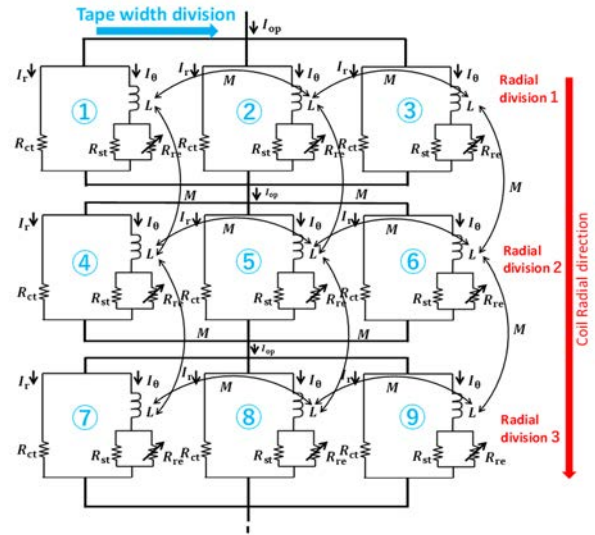 Tape width division
I_op
I_r I_θ I_r M I_θ I_r M I_θ
Radial division 1
① L ② L ③ L
R_ct R_st R_re R_ct R_st R_re R_ct R_st R_re
M I_op M M
I_r I_θ I_r M I_θ I_r M I_θ
④ L ⑤ L ⑥ L
Radial division 2
R_ct R_st R_re R_ct R_st R_re R_ct R_st R_re
M I_op M M
I_r I_θ I_r M I_θ I_r M I_θ
⑦ L ⑧ L ⑨ L
Radial division 3
R_ct R_st R_re R_ct R_st R_re R_ct R_st R_re
Coil Radial direction